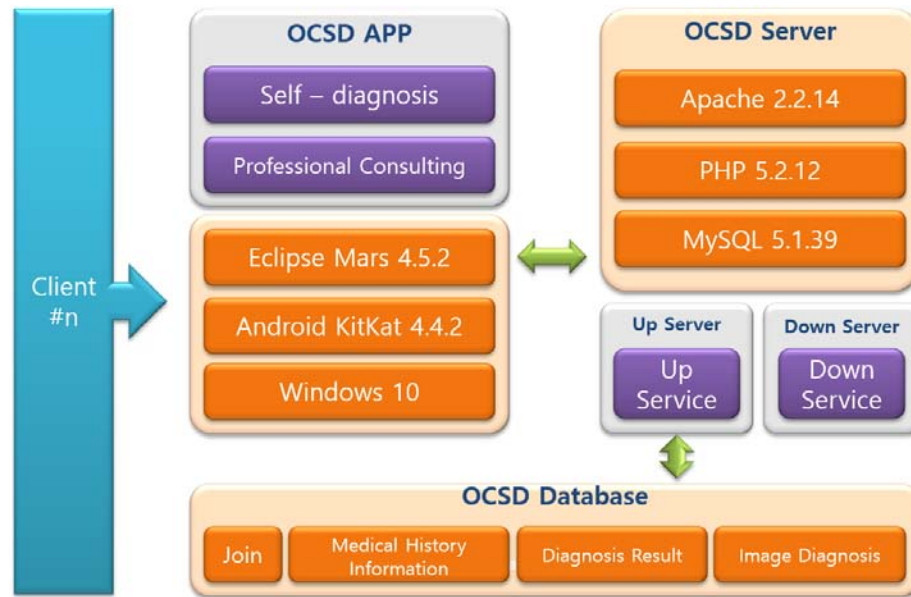 Client
#n
OCSD APP
Self – diagnosis
Professional Consulting
Eclipse Mars 4.5.2
Android KitKat 4.4.2
Windows 10
OCSD Server
Apache 2.2.14
PHP 5.2.12
MySQL 5.1.39
Up Server
Up
Service
Down Server
Down
Service
OCSD Database
Join
Medical History
Information
Diagnosis Result
Image Diagnosis